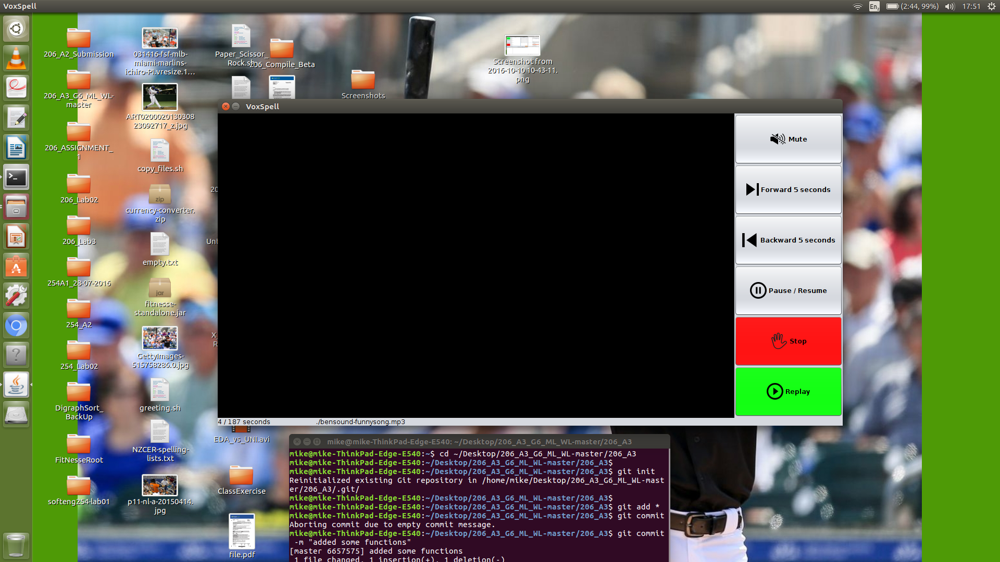 VoxSpell
En2
(2:44, 99%)
17:51
206_A2_Submission
206_A3_G6_ML_WL-
master
206_ASSIGNMENT_
1
206_Lab02
206_Lab3
254A1_28-07-2016
254_A2
254_Lab02
DigraphSort_
BackUp
FitNesseRoot
softeng254-lab01
031416-fsf-mlb-
miami-marlins-
ichiro-PI.vresize.1...
ART0200020130308
23092717_z.jpg
copy_files.sh
zip
currency-converter.
zip
empty.txt
jar
fitnesse-
standalone.jar
GettyImages-
515758286.0.jpg
greeting.sh
NZCER-spelling-
lists.txt
p11-nl-a-20150414.
jpg
Paper_Scissor_
Rock.sh
206_Compile_Beta
Screenshots
Screenshot from
2016-10-10 10-43-11.
png
20
Unt
X_
R
EDA_vs_UNI.avi
ClassExercise
file.pdf
VoxSpell
Mute
Forward 5 seconds
Backward 5 seconds
Pause / Resume
Stop
Replay
4 / 187 seconds
./bensound-funnysong.mp3
mike@mike-ThinkPad-Edge-E540: ~/Desktop/206_A3_G6_ML_WL-master/206_A3
mike@mike-ThinkPad-Edge-E540:~$ cd ~/Desktop/206_A3_G6_ML_WL-master/206_A3
mike@mike-ThinkPad-Edge-E540:~/Desktop/206_A3_G6_ML_WL-master/206_A3$
mike@mike-ThinkPad-Edge-E540:~/Desktop/206_A3_G6_ML_WL-master/206_A3$ git init
Reinitialized existing Git repository in /home/mike/Desktop/206_A3_G6_ML_WL-mast
er/206_A3/.git/
mike@mike-ThinkPad-Edge-E540:~/Desktop/206_A3_G6_ML_WL-master/206_A3$
mike@mike-ThinkPad-Edge-E540:~/Desktop/206_A3_G6_ML_WL-master/206_A3$ git add *
mike@mike-ThinkPad-Edge-E540:~/Desktop/206_A3_G6_ML_WL-master/206_A3$ git commit
Aborting commit due to empty commit message.
mike@mike-ThinkPad-Edge-E540:~/Desktop/206_A3_G6_ML_WL-master/206_A3$ git commit
-m "added some functions"
[master 6657575] added some functions
1 file changed, 1 insertion(+), 1 deletion(-)